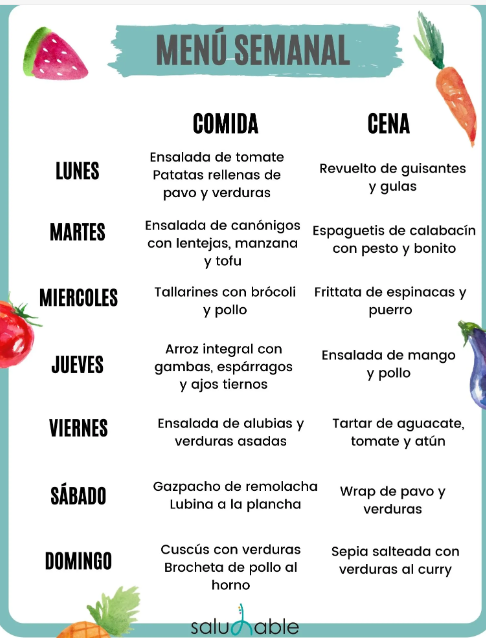 MENÚ SEMANAL
COMIDA
CENA
LUNES
Ensalada de tomate
Patatas rellenas de
pavo y verduras
Revuelto de guisantes
y gulas
MARTES
Ensalada de canónigos
con lentejas, manzana
y tofu
Espaguetis de calabacín
con pesto y bonito
MIERCOLES
Tallarines con brócoli
y pollo
Frittata de espinacas y
puerro
JUEVES
Arroz integral con
gambas, espárragos
y ajos tiernos
Ensalada de mango
y pollo
VIERNES
Ensalada de alubias y
verduras asadas
Tartar de aguacate,
tomate y atún
SÁBADO
Gazpacho de remolacha
Lubina a la plancha
Wrap de pavo y
verduras
DOMINGO
Cuscús con verduras
Brocheta de pollo al
horno
Sepia salteada con
verduras al curry
saludhable